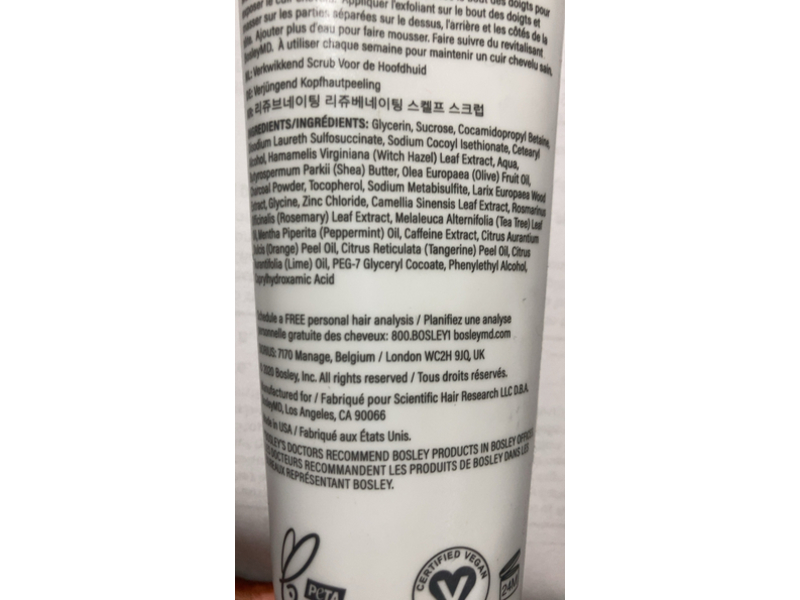 le cuir chevelu. Appliquer l'exfoliant sur le bout des doigts et
masser sur les parties séparées sur le dessus, l'arrière et les côtés de la
Ajouter plus d'eau pour faire mousser. Faire suivre du revitalisant
BosleyMD. À utiliser chaque semaine pour maintenir un cuir chevelu sain.
NL: Verkwikkend Scrub Voor de Hoofdhuid
DE: Verjüngend Kopfhautpeeling
KR: 리쥬브네이팅 리쥬베네이팅 스켈프 스크럽
INGREDIENTS/INGRÉDIENTS: Glycerin, Sucrose, Cocamidopropyl Betaine,
Sodium Laureth Sulfosuccinate, Sodium Cocoyl Isethionate, Cetearyl
Alcohol, Hamamelis Virginiana (Witch Hazel) Leaf Extract, Aqua,
Butyrospermum Parkii (Shea) Butter, Olea Europaea (Olive) Fruit Oil,
Charcoal Powder, Tocopherol, Sodium Metabisulfite, Larix Europaea Wood
Extract, Glycine, Zinc Chloride, Camellia Sinensis Leaf Extract, Rosmarinus
Officinalis (Rosemary) Leaf Extract, Melaleuca Alternifolia (Tea Tree) Leaf
Oil, Mentha Piperita (Peppermint) Oil, Caffeine Extract, Citrus Aurantium
Dulcis (Orange) Peel Oil, Citrus Reticulata (Tangerine) Peel Oil, Citrus
Aurantifolia (Lime) Oil, PEG-7 Glyceryl Cocoate, Phenylethyl Alcohol,
Caprylhydroxamic Acid
Schedule a FREE personal hair analysis / Planifiez une analyse
personnelle gratuite des cheveux: 800.BOSLEY1 bosleymd.com
7170 Manage, Belgium / London WC2H 9JQ, UK
2020 Bosley, Inc. All rights reserved / Tous droits réservés.
Manufactured for / Fabriqué pour Scientific Hair Research LLC D.B.A.
BosleyMD, Los Angeles, CA 90066
Made in USA / Fabriqué aux États Unis.
BOSLEY'S DOCTORS RECOMMEND BOSLEY PRODUCTS IN BOSLEY OFFICES
LES DOCTEURS RECOMMANDENT LES PRODUITS DE BOSLEY DANS LES
BUREAUX REPRÉSENTANT BOSLEY.
PETA
CERTIFIED VEGAN
V
24M